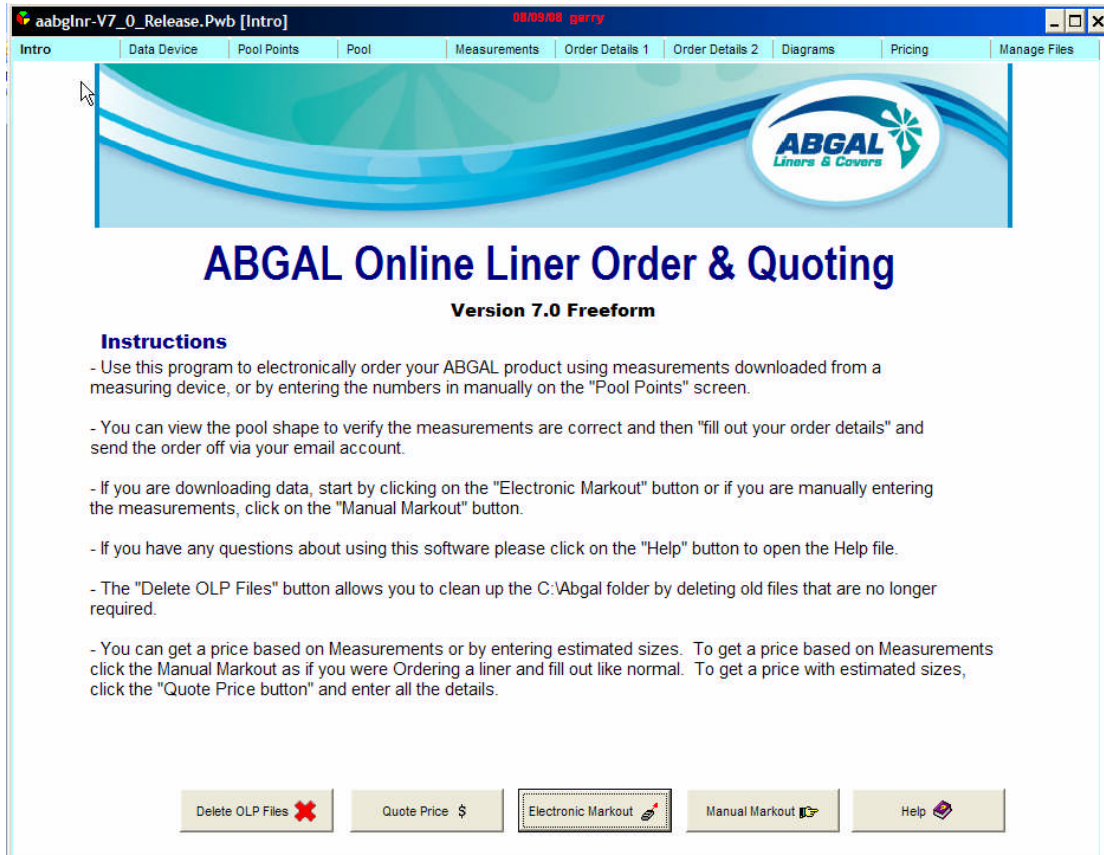 aabglnr-V7_0_Release.Pwb [Intro]
08/09/08 garry
Intro Data Device Pool Points Pool Measurements Order Details 1 Order Details 2 Diagrams Pricing Manage Files
ABGAL
Liners & Covers
ABGAL Online Liner Order & Quoting
Version 7.0 Freeform
Instructions
- Use this program to electronically order your ABGAL product using measurements downloaded from a
measuring device, or by entering the numbers in manually on the "Pool Points" screen.
- You can view the pool shape to verify the measurements are correct and then "fill out your order details" and
send the order off via your email account.
- If you are downloading data, start by clicking on the "Electronic Markout" button or if you are manually entering
the measurements, click on the "Manual Markout" button.
- If you have any questions about using this software please click on the "Help" button to open the Help file.
- The "Delete OLP Files" button allows you to clean up the C:\Abgal folder by deleting old files that are no longer
required.
- You can get a price based on Measurements or by entering estimated sizes.  To get a price based on Measurements
click the Manual Markout as if you were Ordering a liner and fill out like normal.  To get a price with estimated sizes,
click the "Quote Price button" and enter all the details.
Delete OLP Files Quote Price $ Electronic Markout Manual Markout Help